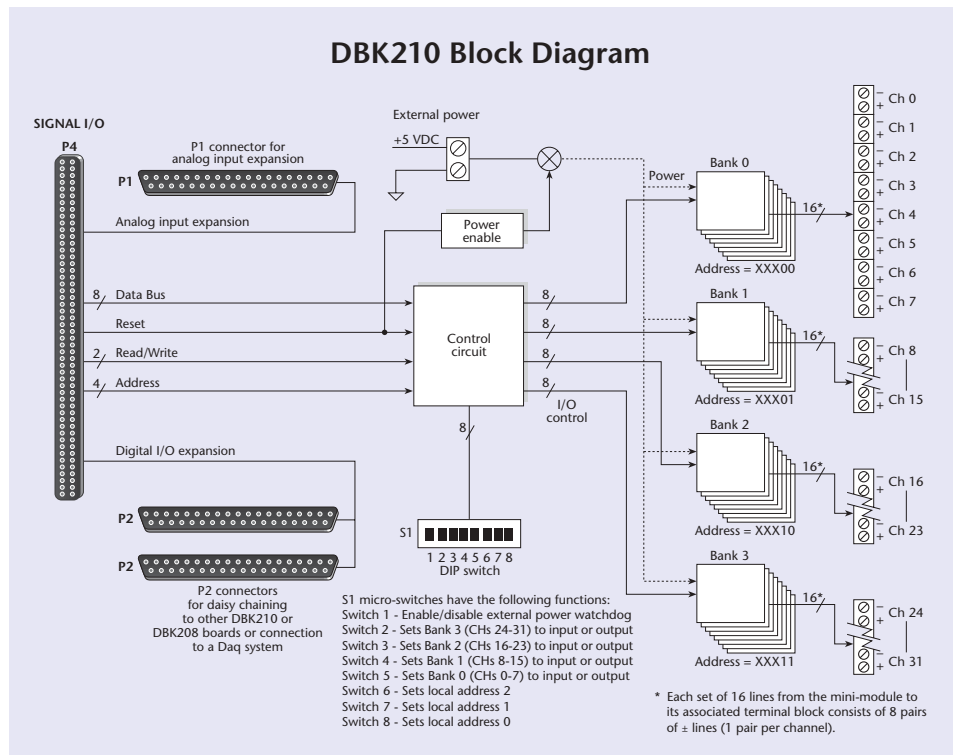 DBK210 Block Diagram
SIGNAL I/O
P4
P1 connector for
analog input expansion
P1
Analog input expansion
8
Data Bus
Reset
2
Read/Write
4
Address
Digital I/O expansion
P2
P2
P2 connectors
for daisy chaining
to other DBK210 or
DBK208 boards or connection
to a Daq system
External power
+5 VDC
Power
enable
Control
circuit
8
8
8
8
I/O
control
8
S1
1 2 3 4 5 6 7 8
DIP switch
S1 micro-switches have the following functions:
Switch 1 - Enable/disable external power watchdog
Switch 2 - Sets Bank 3 (CHs 24-31) to input or output
Switch 3 - Sets Bank 2 (CHs 16-23) to input or output
Switch 4 - Sets Bank 1 (CHs 8-15) to input or output
Switch 5 - Sets Bank 0 (CHs 0-7) to input or output
Switch 6 - Sets local address 2
Switch 7 - Sets local address 1
Switch 8 - Sets local address 0
Power
Bank 0
16*
Address = XXX00
Bank 1
16*
Address = XXX01
Bank 2
16*
Address = XXX10
Bank 3
16*
Address = XXX11
− Ch 0
+
− Ch 1
+
− Ch 2
+
− Ch 3
+
− Ch 4
+
− Ch 5
+
− Ch 6
+
− Ch 7
+
− Ch 8
+ Ch 15
− Ch 16
+ Ch 23
− Ch 24
+ Ch 31
* Each set of 16 lines from the mini-module to
its associated terminal block consists of 8 pairs
of ± lines (1 pair per channel).